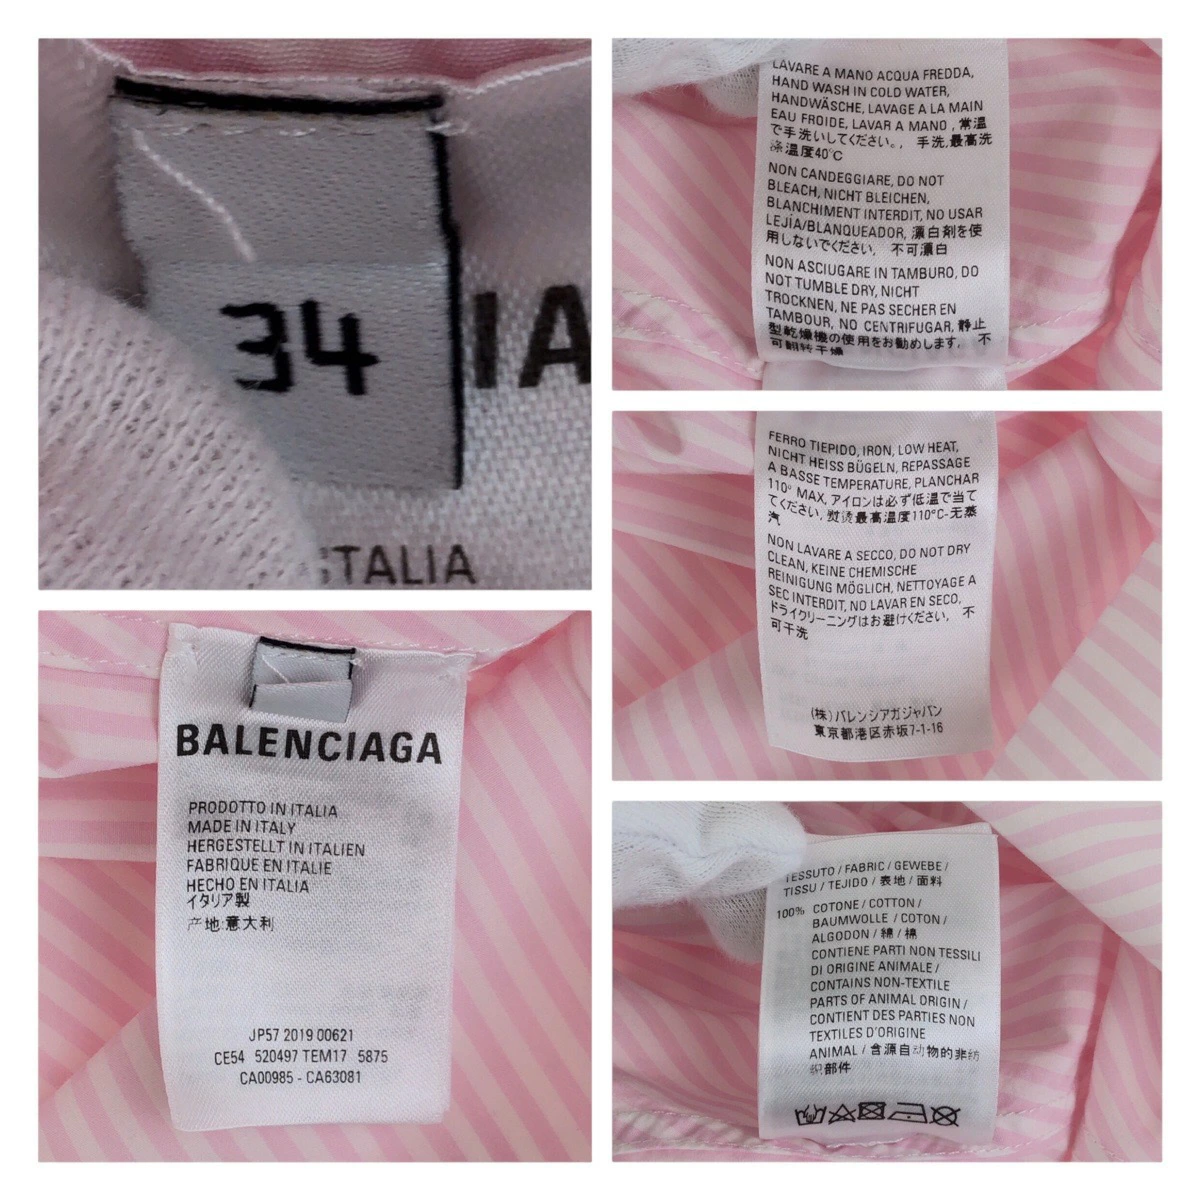 34
IA
ITALIA
BALENCIAGA
PRODOTTO IN ITALIA
MADE IN ITALY
HERGESTELLT IN ITALIEN
FABRIQUE EN ITALIE
HECHO EN ITALIA
イタリア製
产地:意大利
JP57 2019 00621
CE54 520497 TEM17 5875
CA00985 - CA63081
LAVARE A MANO ACQUA FREDDA,
HAND WASH IN COLD WATER,
HANDWÄSCHE, LAVAGE A LA MAIN
EAU FROIDE, LAVAR A MANO , 常温
で手洗いしてください。, 手洗,最高洗
涤温度40°C
NON CANDEGGIARE, DO NOT
BLEACH, NICHT BLEICHEN,
BLANCHIMENT INTERDIT, NO USAR
LEJÍA/BLANQUEADOR, 漂白剤を使
用しないでください, 不可漂白
NON ASCIUGARE IN TAMBURO, DO
NOT TUMBLE DRY, NICHT
TROCKNEN, NE PAS SECHER EN
TAMBOUR, NO CENTRIFUGAR, 静止
型乾燥機の使用をお勧めします, 不
可翻转干燥
FERRO TIEPIDO, IRON, LOW HEAT,
NICHT HEISS BÜGELN, REPASSAGE
A BASSE TEMPERATURE, PLANCHAR
110° MAX, アイロンは必ず低温で当て
てください, 熨烫最高温度110°C-无蒸
汽
NON LAVARE A SECCO, DO NOT DRY
CLEAN, KEINE CHEMISCHE
REINIGUNG MÖGLICH, NETTOYAGE A
SEC INTERDIT, NO LAVAR EN SECO,
ドライクリーニングはお避けください, 不
可干洗
(株) バレンシアガジャパン
東京都港区赤坂7-1-16
TESSUTO / FABRIC / GEWEBE /
TISSU / TEJIDO / 表地 / 面料
100% COTONE / COTTON /
BAUMWOLLE / COTON /
ALGODON / 綿 / 棉
CONTIENE PARTI NON TESSILI
DI ORIGINE ANIMALE /
CONTAINS NON-TEXTILE
PARTS OF ANIMAL ORIGIN /
CONTIENT DES PARTIES NON
TEXTILES D'ORIGINE
ANIMAL / 含源自动物的非纺
织部件